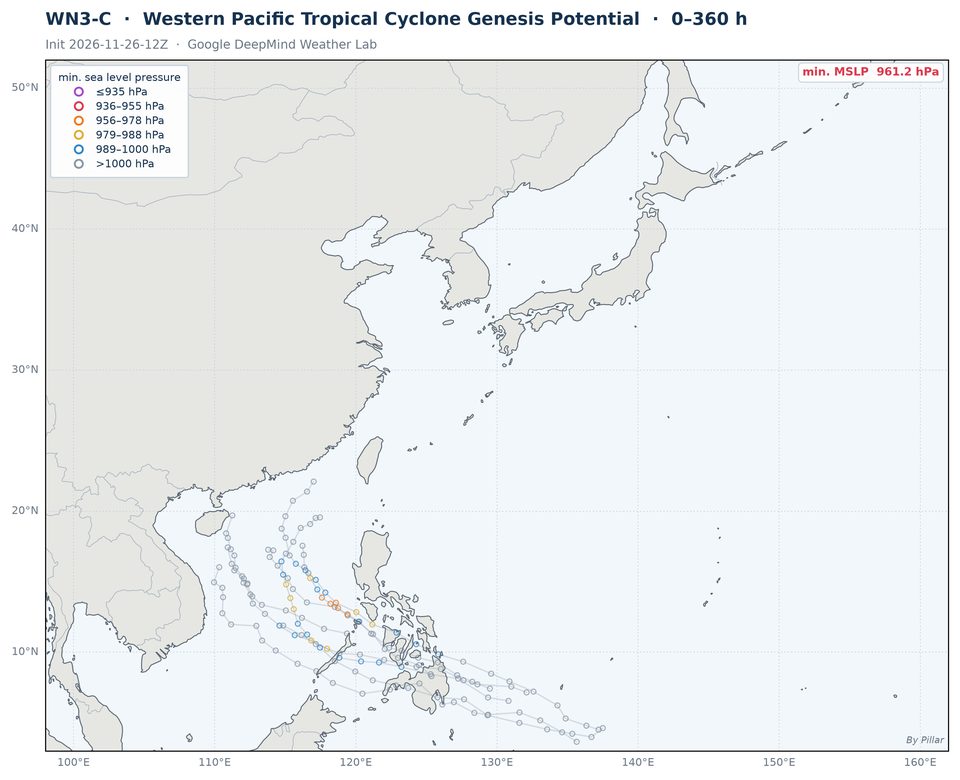 WN3-C · Western Pacific Tropical Cyclone Genesis Potential · 0–360 h
Init 2026-11-26-12Z · Google DeepMind Weather Lab
min. MSLP 961.2 hPa
min. sea level pressure
≤935 hPa
936–955 hPa
956–978 hPa
979–988 hPa
989–1000 hPa
>1000 hPa
50°N
40°N
30°N
20°N
10°N
By Pillar
100°E 110°E 120°E 130°E 140°E 150°E 160°E